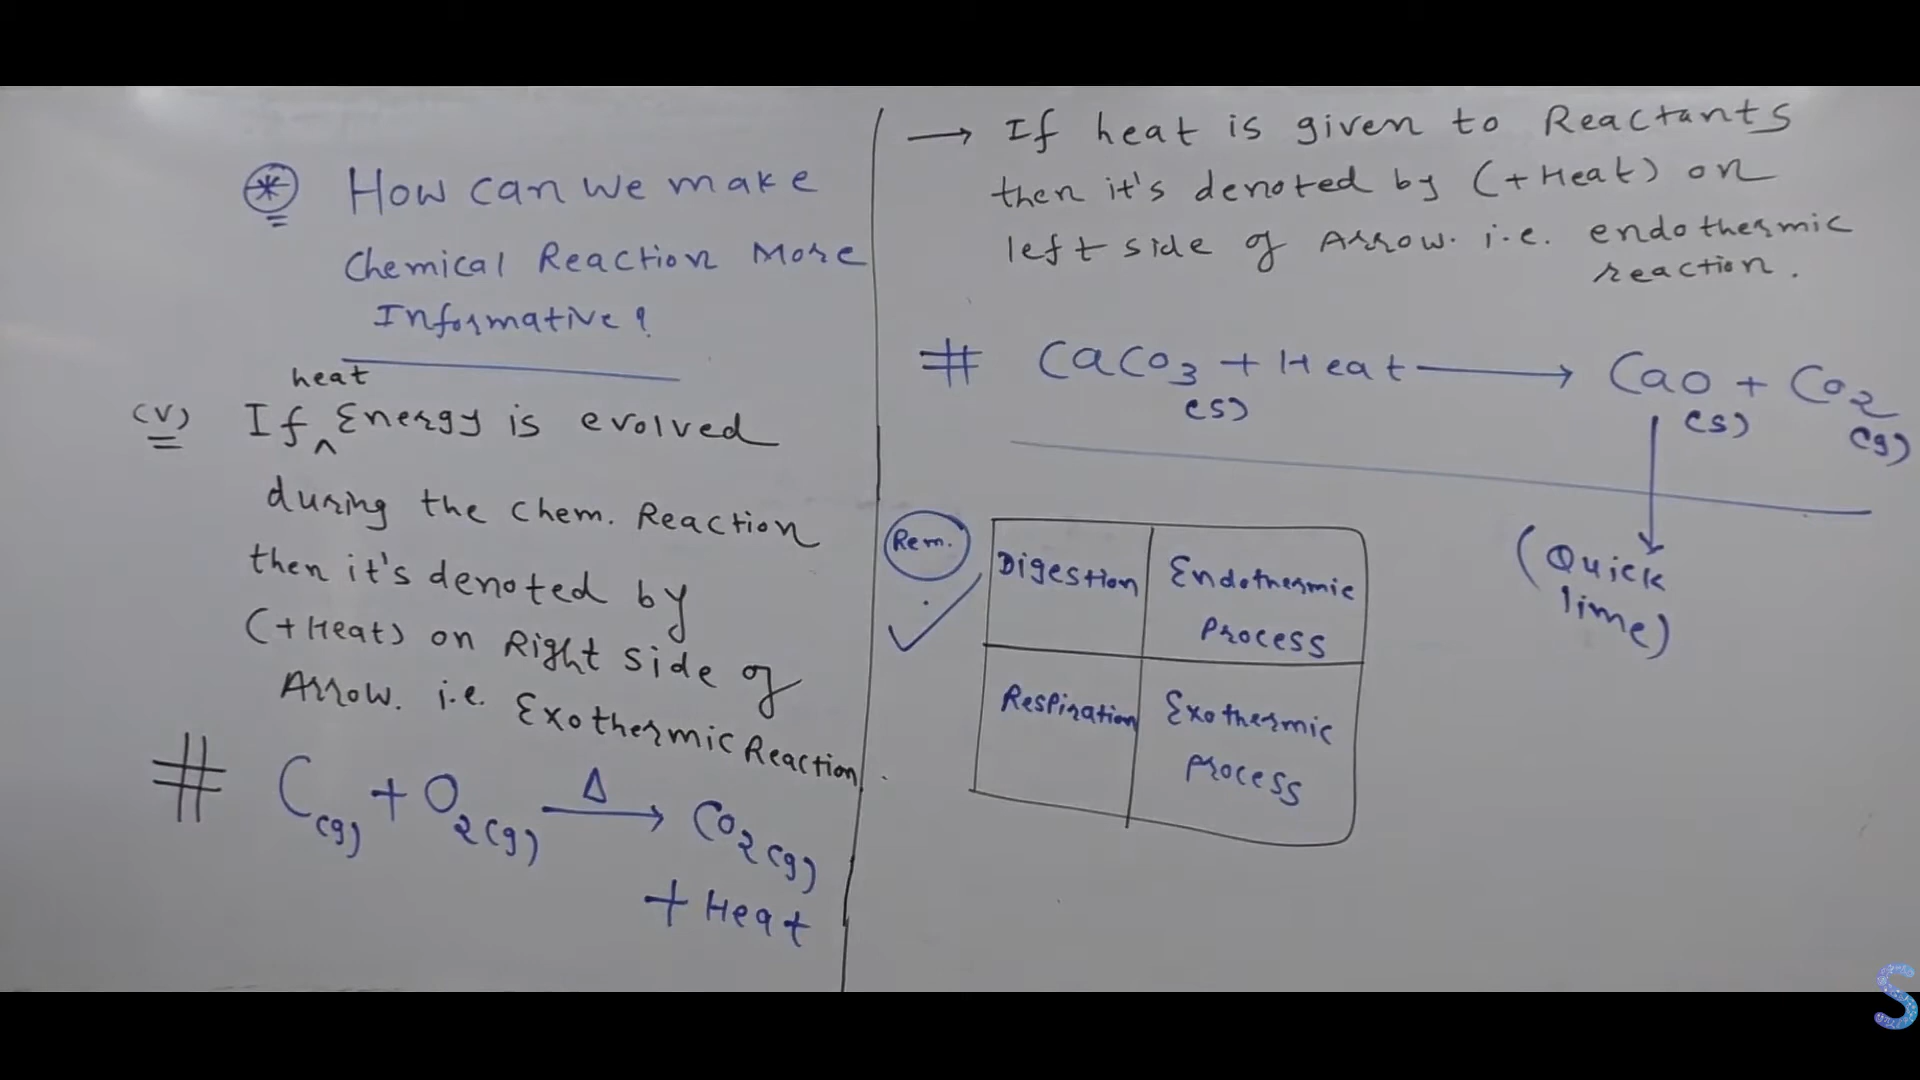 * How can we make
Chemical Reaction More
Informative?
(v) If heat Energy is evolved
during the Chem. Reaction
then it's denoted by
(+Heat) on Right side of
Arrow. i.e. Exothermic Reaction.
# C(g) + O2(g) Δ→ CO2(g)
+ Heat
→ If heat is given to Reactants
then it's denoted by (+Heat) on
left side of Arrow. i.e. endothermic
reaction.
# CaCO3(s) + Heat → CaO(s) + CO2(g)
(Quick
lime)
Rem.
Digestion Endothermic
Process
Respiration Exothermic
Process
S